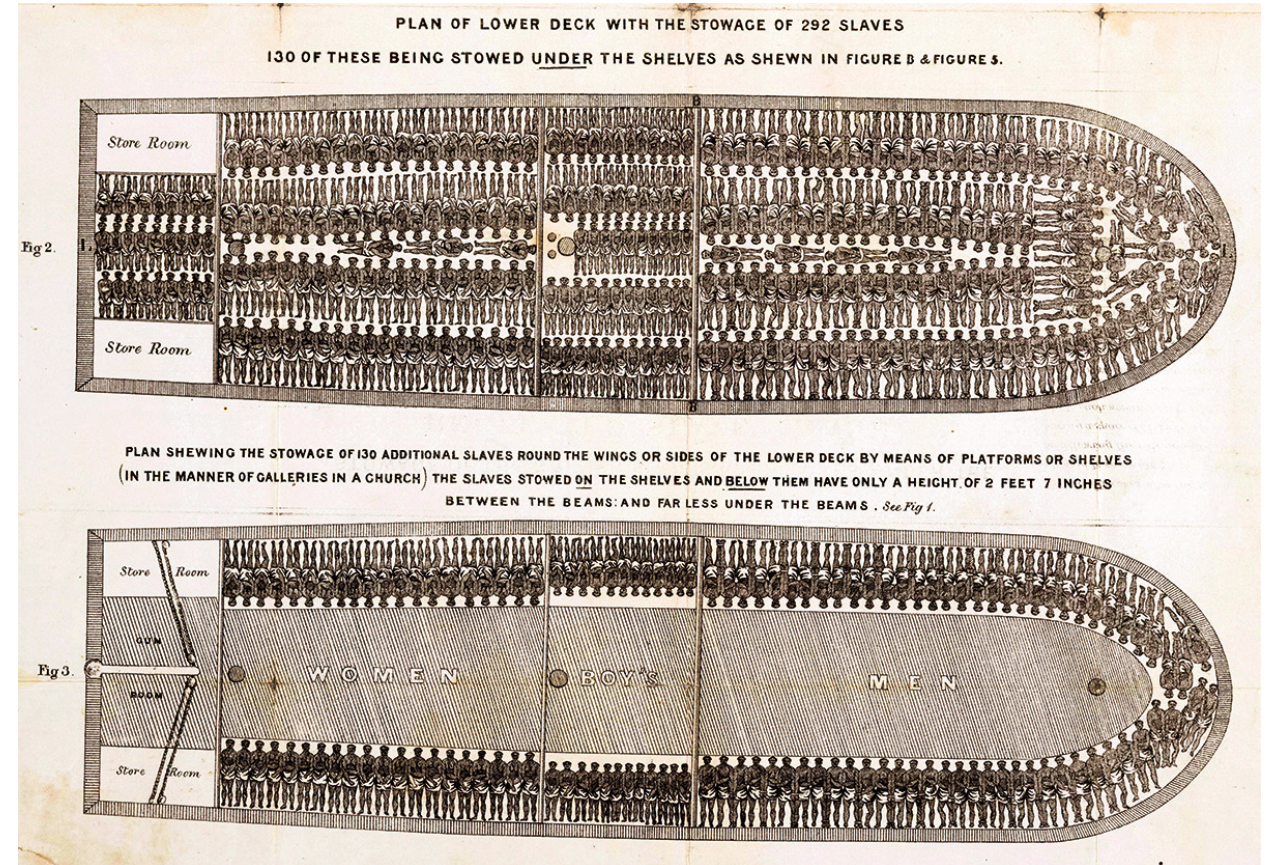 PLAN OF LOWER DECK WITH THE STOWAGE OF 292 SLAVES
130 OF THESE BEING STOWED UNDER THE SHELVES AS SHEWN IN FIGURE B & FIGURE 5.
B
Store Room
Fig 2.
Store Room
B
PLAN SHEWING THE STOWAGE OF 130 ADDITIONAL SLAVES ROUND THE WINGS OR SIDES OF THE LOWER DECK BY MEANS OF PLATFORMS OR SHELVES
(IN THE MANNER OF GALLERIES IN A CHURCH) THE SLAVES STOWED ON THE SHELVES AND BELOW THEM HAVE ONLY A HEIGHT OF 2 FEET 7 INCHES
BETWEEN THE BEAMS: AND FAR LESS UNDER THE BEAMS. See Fig 1.
Store Room
GUN
Fig 3.
WOMEN
BOY'S
MEN
ROOM
Store Room